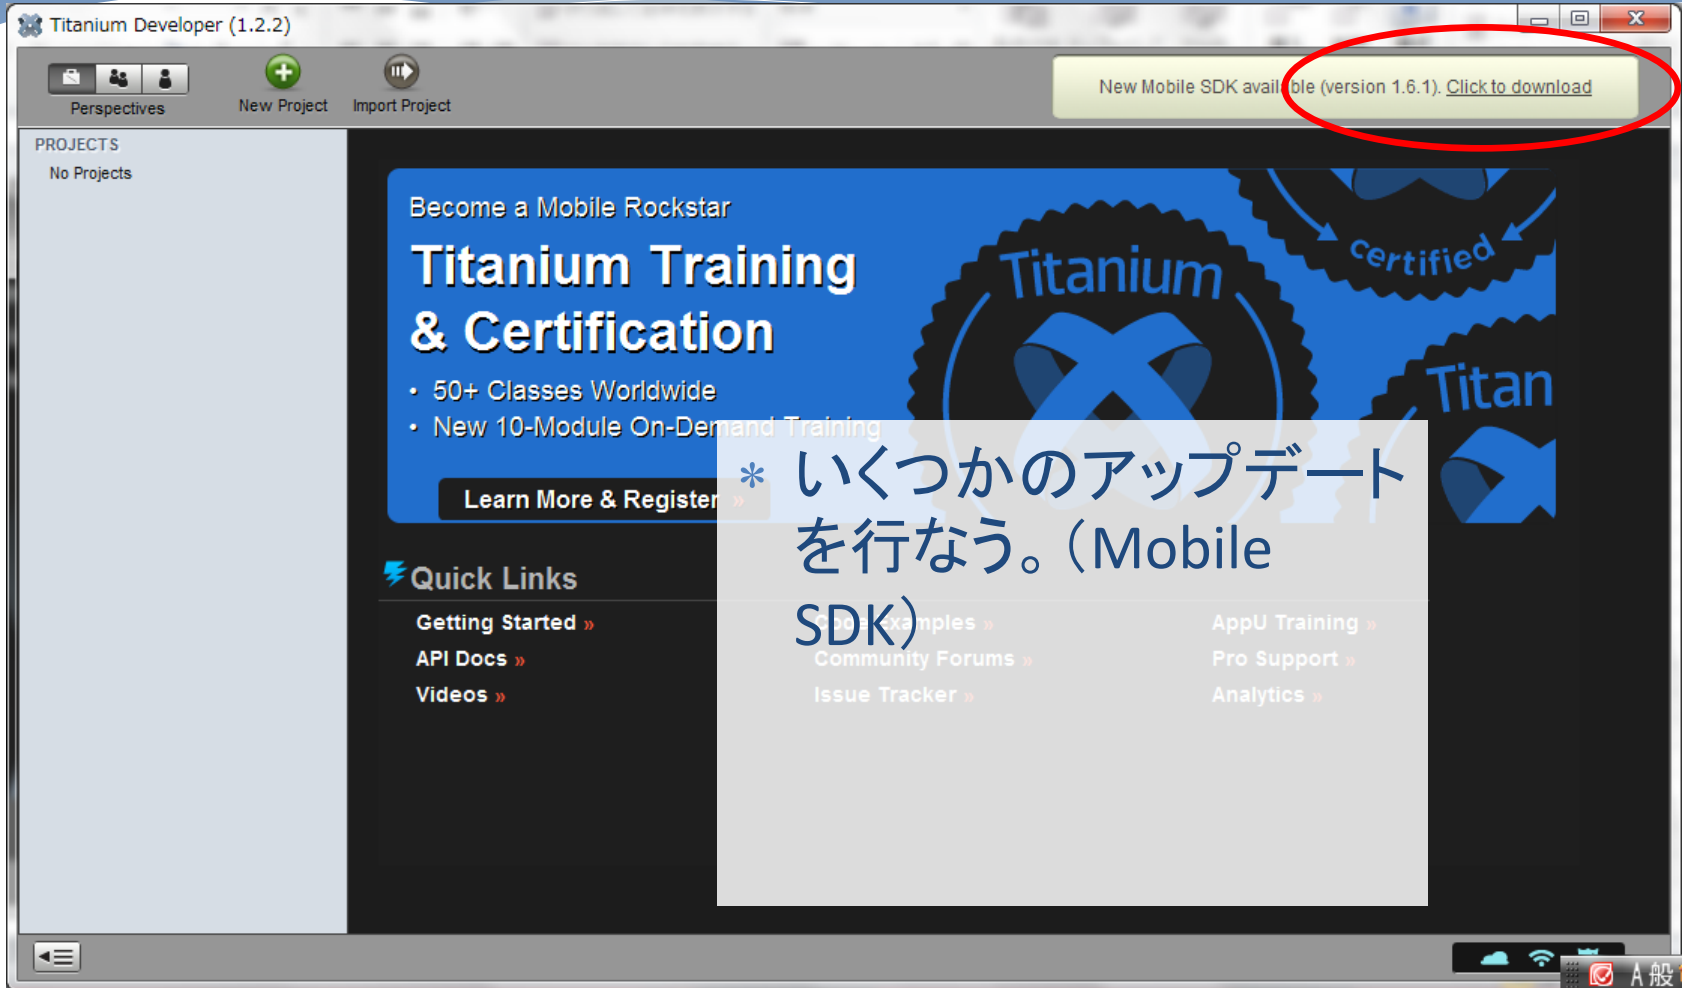 Titanium Developer (1.2.2)
Perspectives
New Project
Import Project
New Mobile SDK available (version 1.6.1). Click to download
PROJECTS
No Projects
Become a Mobile Rockstar
Titanium Training
& Certification
• 50+ Classes Worldwide
• New 10-Module On-Demand Training
Learn More & Register »
Titanium
certified
Titan
* いくつかのアップデート
を行なう。（Mobile
SDK）
Quick Links
Getting Started »
API Docs »
Videos »
Code Examples »
Community Forums »
Issue Tracker »
AppU Training »
Pro Support »
Analytics »
A 般